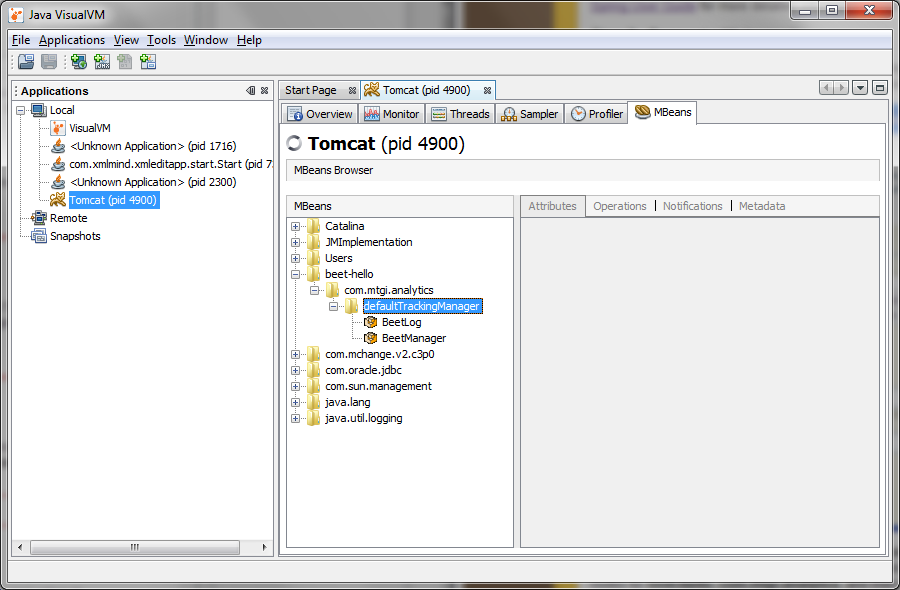 Java VisualVM
File Applications View Tools Window Help
Applications
Local
VisualVM
<Unknown Application> (pid 1716)
com.xmlmind.xmleditapp.start.Start (pid 7
<Unknown Application> (pid 2300)
Tomcat (pid 4900)
Remote
Snapshots
Start Page Tomcat (pid 4900)
Overview Monitor Threads Sampler Profiler MBeans
Tomcat (pid 4900)
MBeans Browser
MBeans
Catalina
JMImplementation
Users
beet-hello
com.mtgi.analytics
defaultTrackingManager
BeetLog
BeetManager
com.mchange.v2.c3p0
com.oracle.jdbc
com.sun.management
java.lang
java.util.logging
Attributes Operations Notifications Metadata